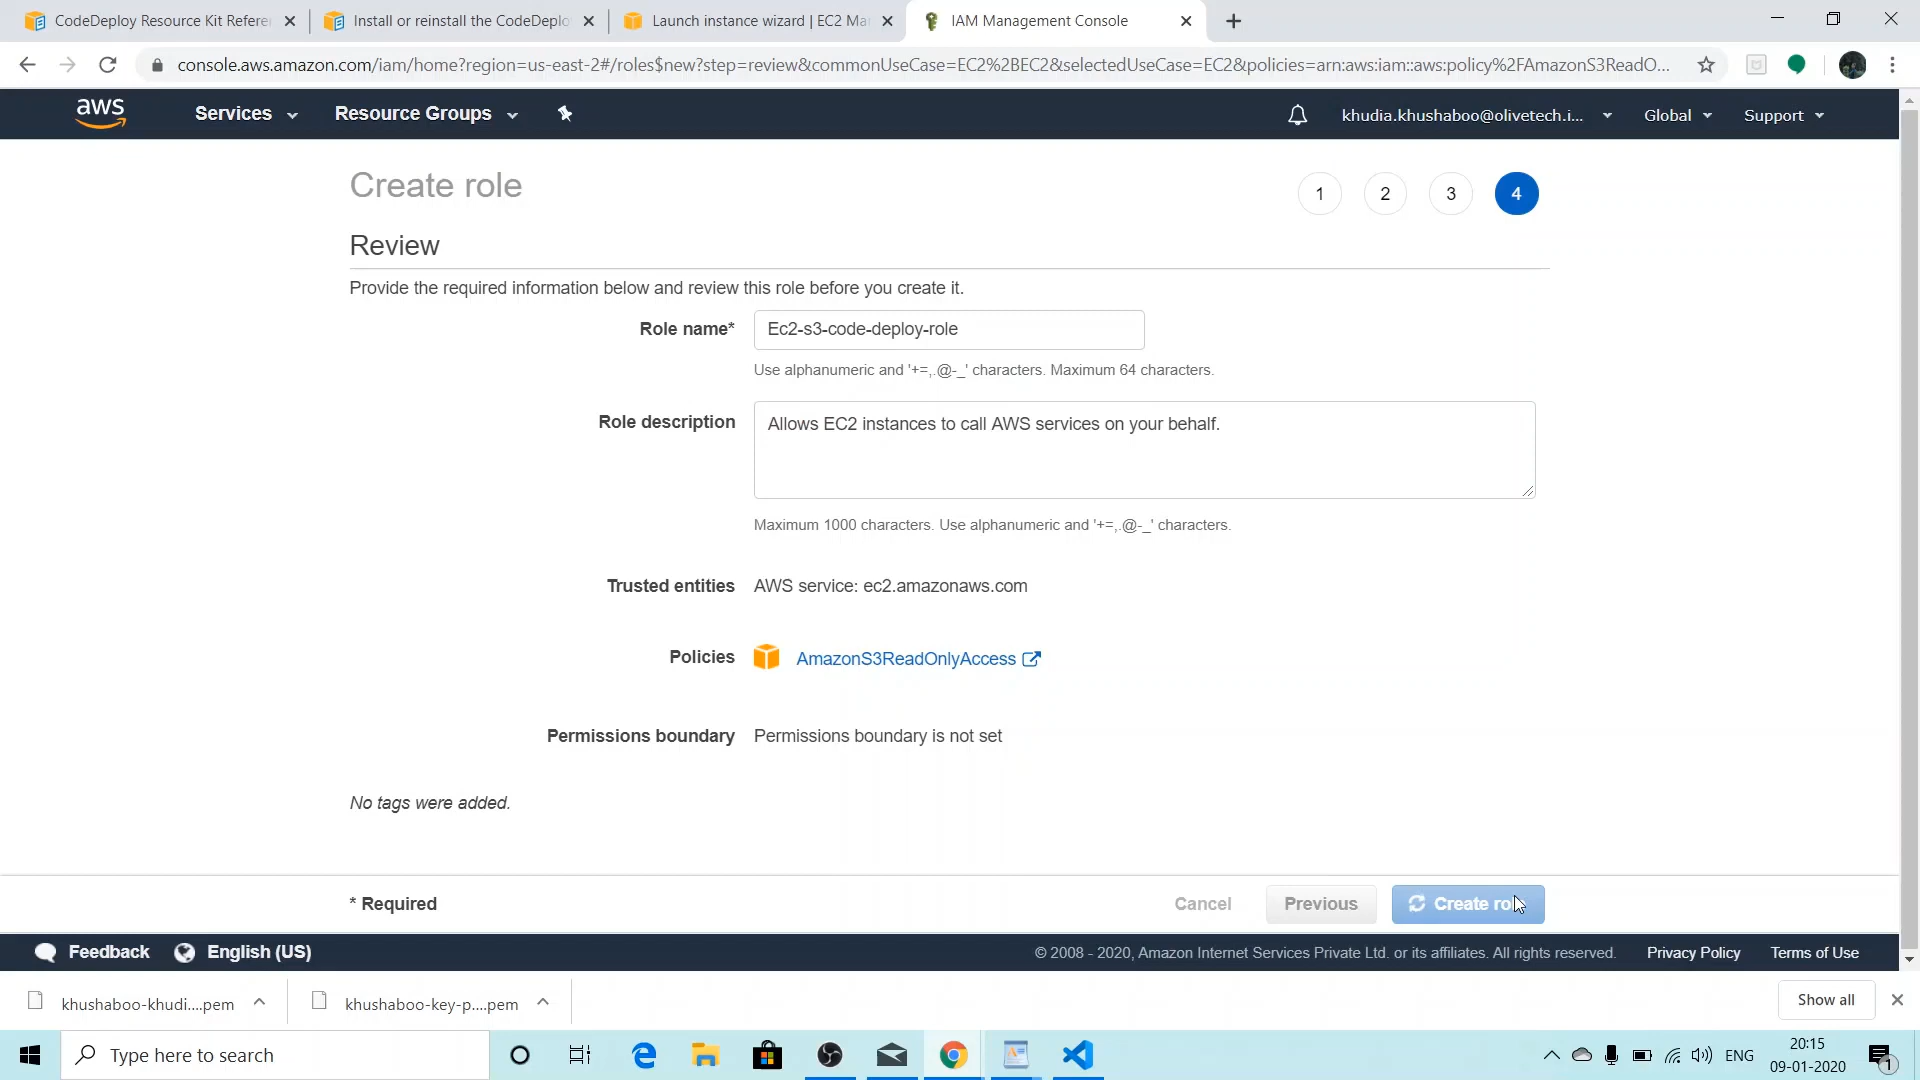 CodeDeploy Resource Kit Refere
Install or reinstall the CodeDeplo
Launch instance wizard | EC2 Ma
IAM Management Console
console.aws.amazon.com/iam/home?region=us-east-2#/roles$new?step=review&commonUseCase=EC2%2BEC2&selectedUseCase=EC2&policies=arn:aws:iam::aws:policy%2FAmazonS3ReadO...
aws
Services
Resource Groups
khudia.khushaboo@olivetech.i...
Global
Support
Create role
1
2
3
4
Review
Provide the required information below and review this role before you create it.
Role name*
Ec2-s3-code-deploy-role
Use alphanumeric and '+=,.@-_' characters. Maximum 64 characters.
Role description
Allows EC2 instances to call AWS services on your behalf.
Maximum 1000 characters. Use alphanumeric and '+=,.@-_' characters.
Trusted entities
AWS service: ec2.amazonaws.com
Policies
AmazonS3ReadOnlyAccess
Permissions boundary
Permissions boundary is not set
No tags were added.
* Required
Cancel
Previous
Create ro
Feedback
English (US)
© 2008 - 2020, Amazon Internet Services Private Ltd. or its affiliates. All rights reserved.
Privacy Policy
Terms of Use
khushaboo-khudi....pem
khushaboo-key-p....pem
Show all
Type here to search
ENG
20:15
09-01-2020
1